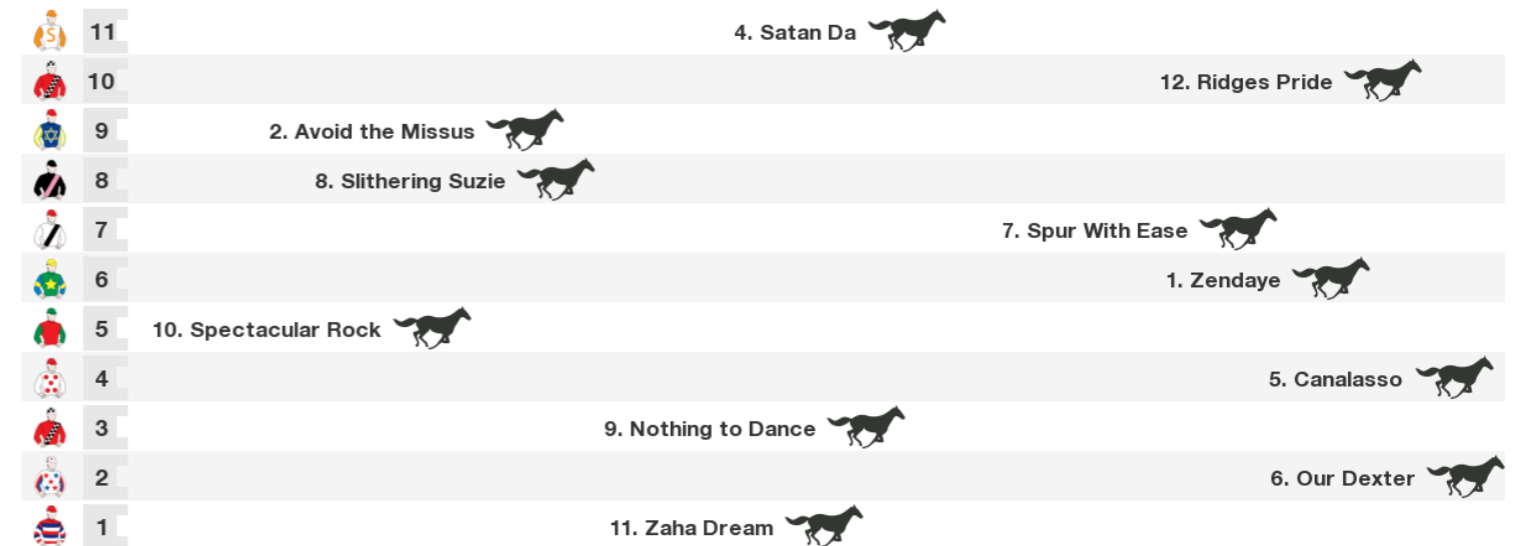 11 4. Satan Da
10 12. Ridges Pride
9 2. Avoid the Missus
8 8. Slithering Suzie
7 7. Spur With Ease
6 1. Zendaye
5 10. Spectacular Rock
4 5. Canalasso
3 9. Nothing to Dance
2 6. Our Dexter
1 11. Zaha Dream